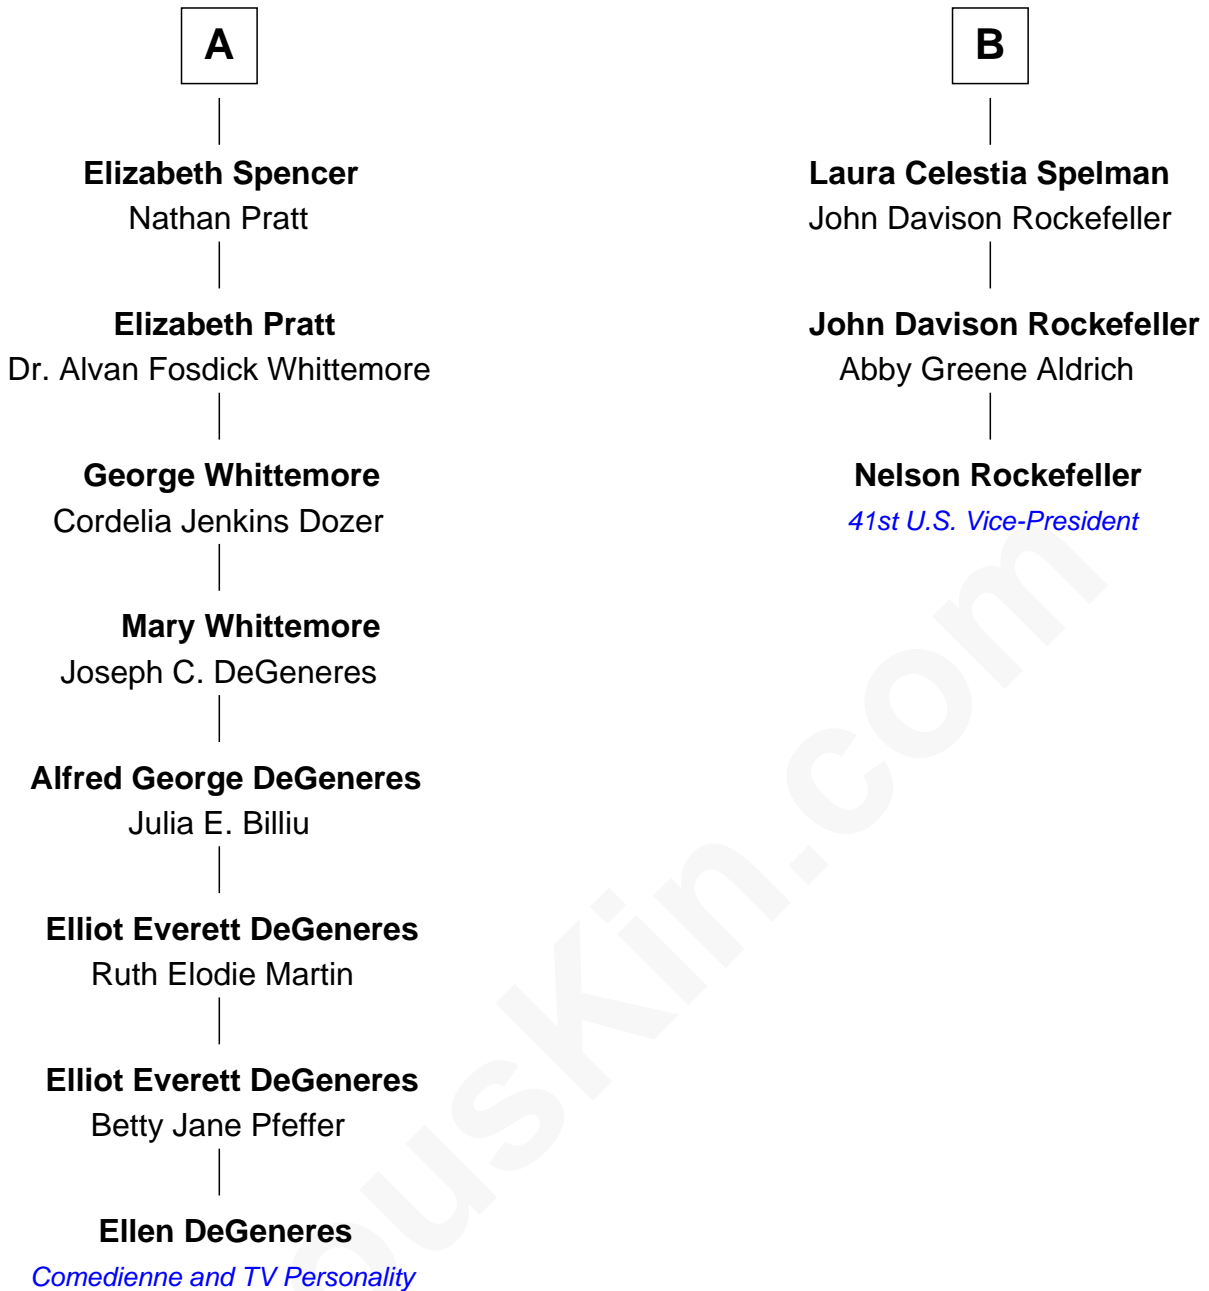 A
Elizabeth Spencer
Nathan Pratt
Elizabeth Pratt
Dr. Alvan Fosdick Whittemore
George Whittemore
Cordelia Jenkins Dozer
Mary Whittemore
Joseph C. DeGeneres
Alfred George DeGeneres
Julia E. Billiu
Elliot Everett DeGeneres
Ruth Elodie Martin
Elliot Everett DeGeneres
Betty Jane Pfeffer
Ellen DeGeneres
Comedienne and TV Personality
B
Laura Celestia Spelman
John Davison Rockefeller
John Davison Rockefeller
Abby Greene Aldrich
Nelson Rockefeller
41st U.S. Vice-President
ousKin.com